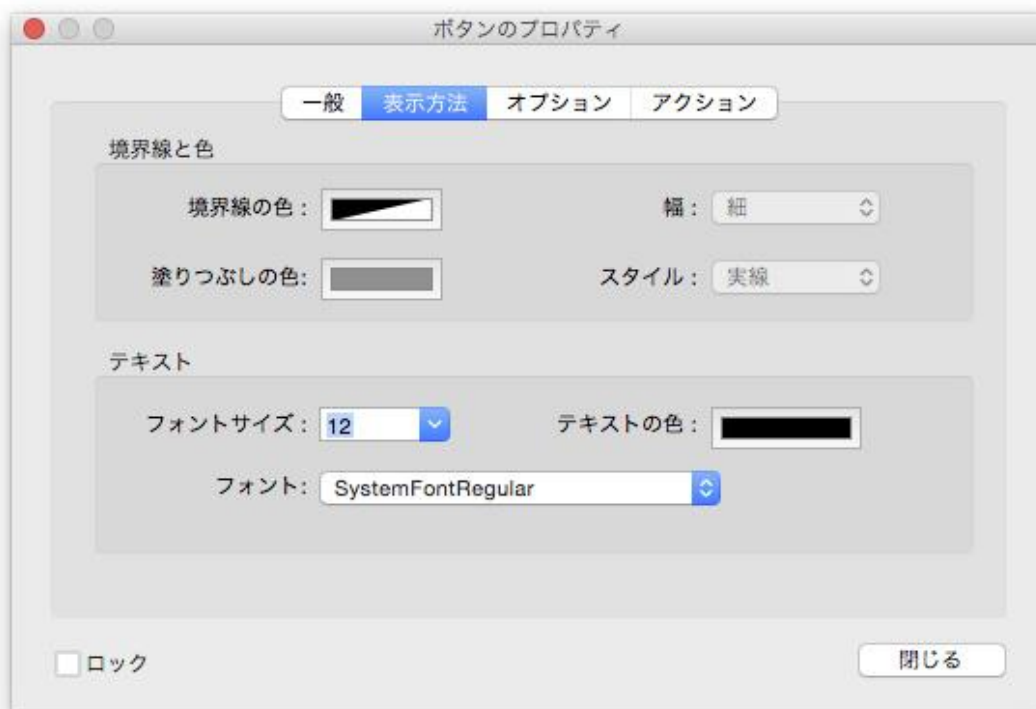 ボタンのプロパティ
一般 表示方法 オプション アクション
境界線と色
境界線の色： 幅： 細
塗りつぶしの色: スタイル： 実線
テキスト
フォントサイズ： 12 テキストの色：
フォント: SystemFontRegular
ロック 閉じる